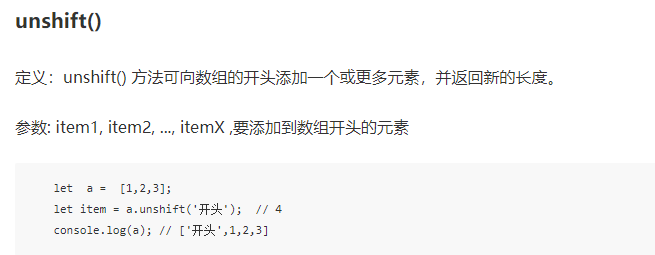 unshift()
定义：unshift() 方法可向数组的开头添加一个或更多元素，并返回新的长度。
参数: item1, item2, ..., itemX ,要添加到数组开头的元素
let  a =  [1,2,3];
let item = a.unshift('开头');  // 4
console.log(a); // ['开头',1,2,3]